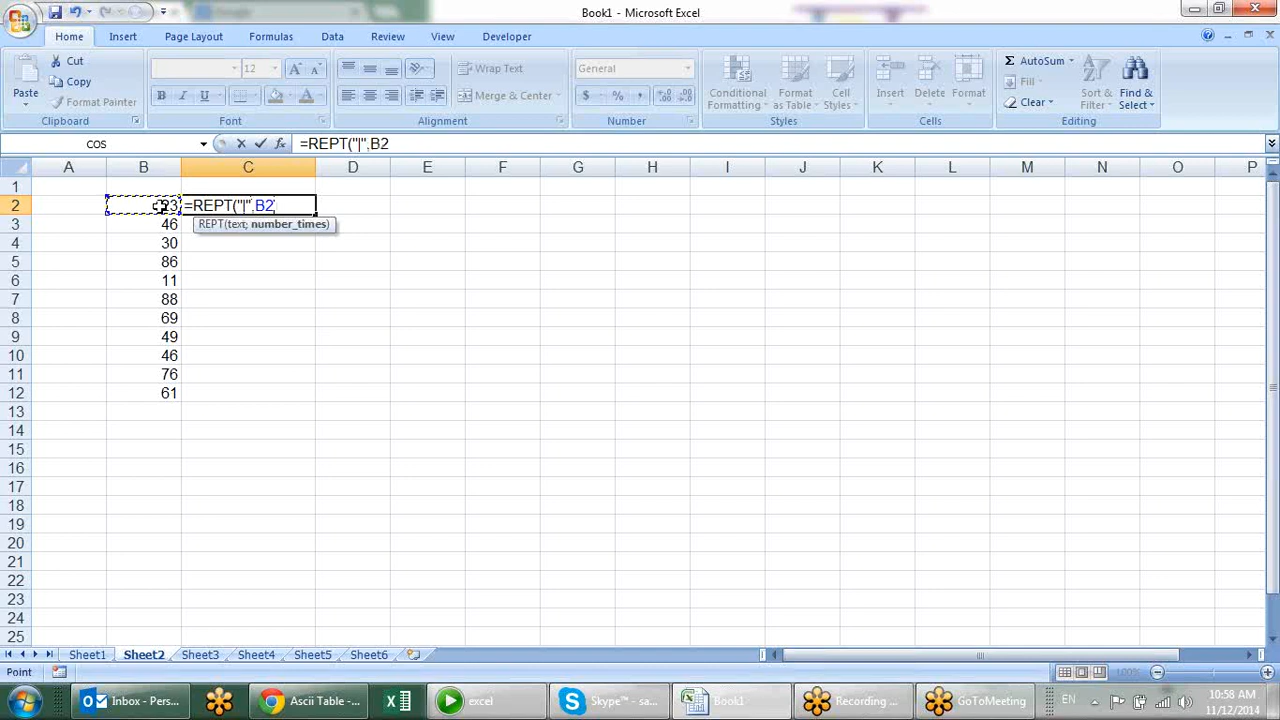 Book1 - Microsoft Excel
Home Insert Page Layout Formulas Data Review View Developer
Paste Cut Copy Format Painter
12
Wrap Text
Merge & Center
General
$ % ,
Conditional Formatting Format as Table Cell Styles
Insert Delete Format
AutoSum Fill Clear
Sort & Filter Find & Select
Clipboard Font Alignment Number Styles Cells Editing
COS =REPT("|",B2
A B C D E F G H I J K L M N O P
1
2 23 =REPT("|",B2
REPT(text; number_times)
3 46
4 30
5 86
6 11
7 88
8 69
9 49
10 46
11 76
12 61
13
14
15
16
17
18
19
20
21
22
23
24
25
Sheet1 Sheet2 Sheet3 Sheet4 Sheet5 Sheet6
Point 100%
Inbox - Pers... Ascii Table -... excel Skype™ - sa... Book1 Recording ... GoToMeeting EN 10:58 AM
11/12/2014